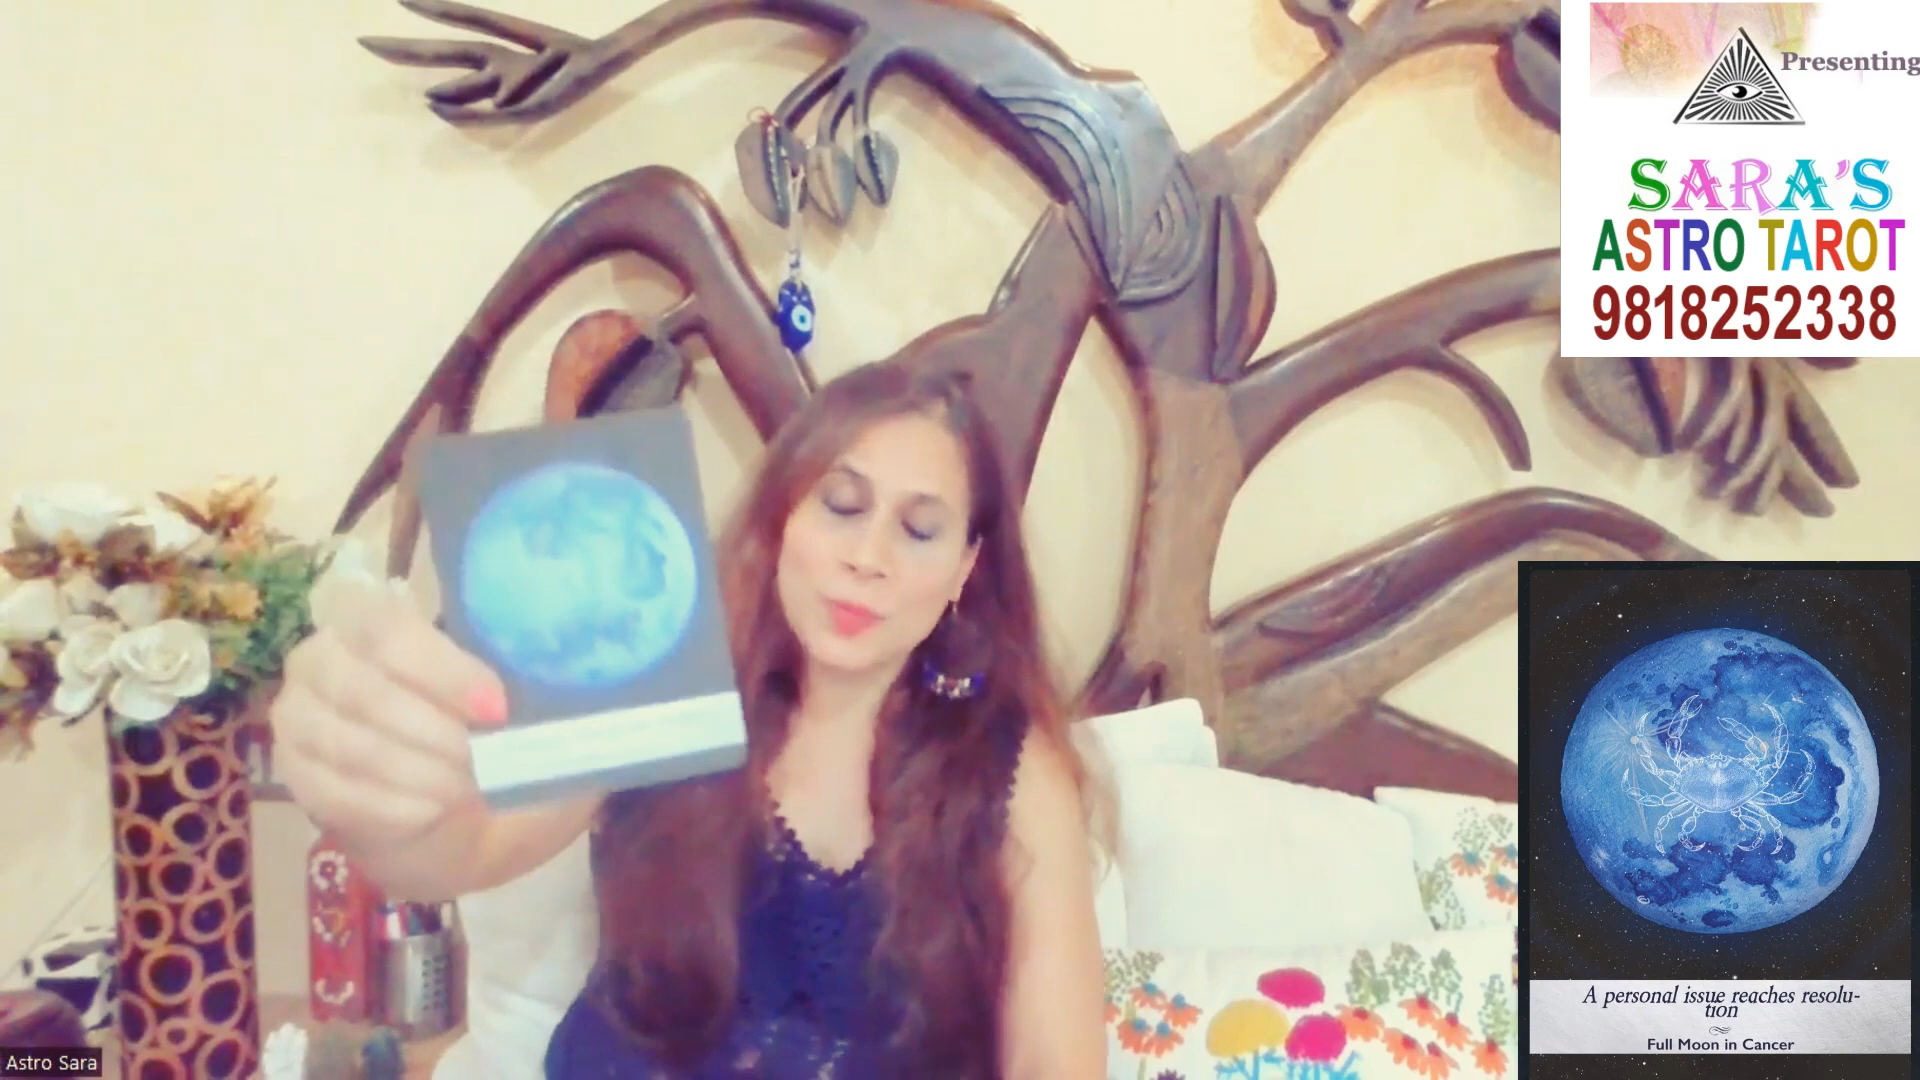 Presenting
SARA'S
ASTRO TAROT
9818252338
A personal issue reaches resolu-
tion
Full Moon in Cancer
Astro Sara